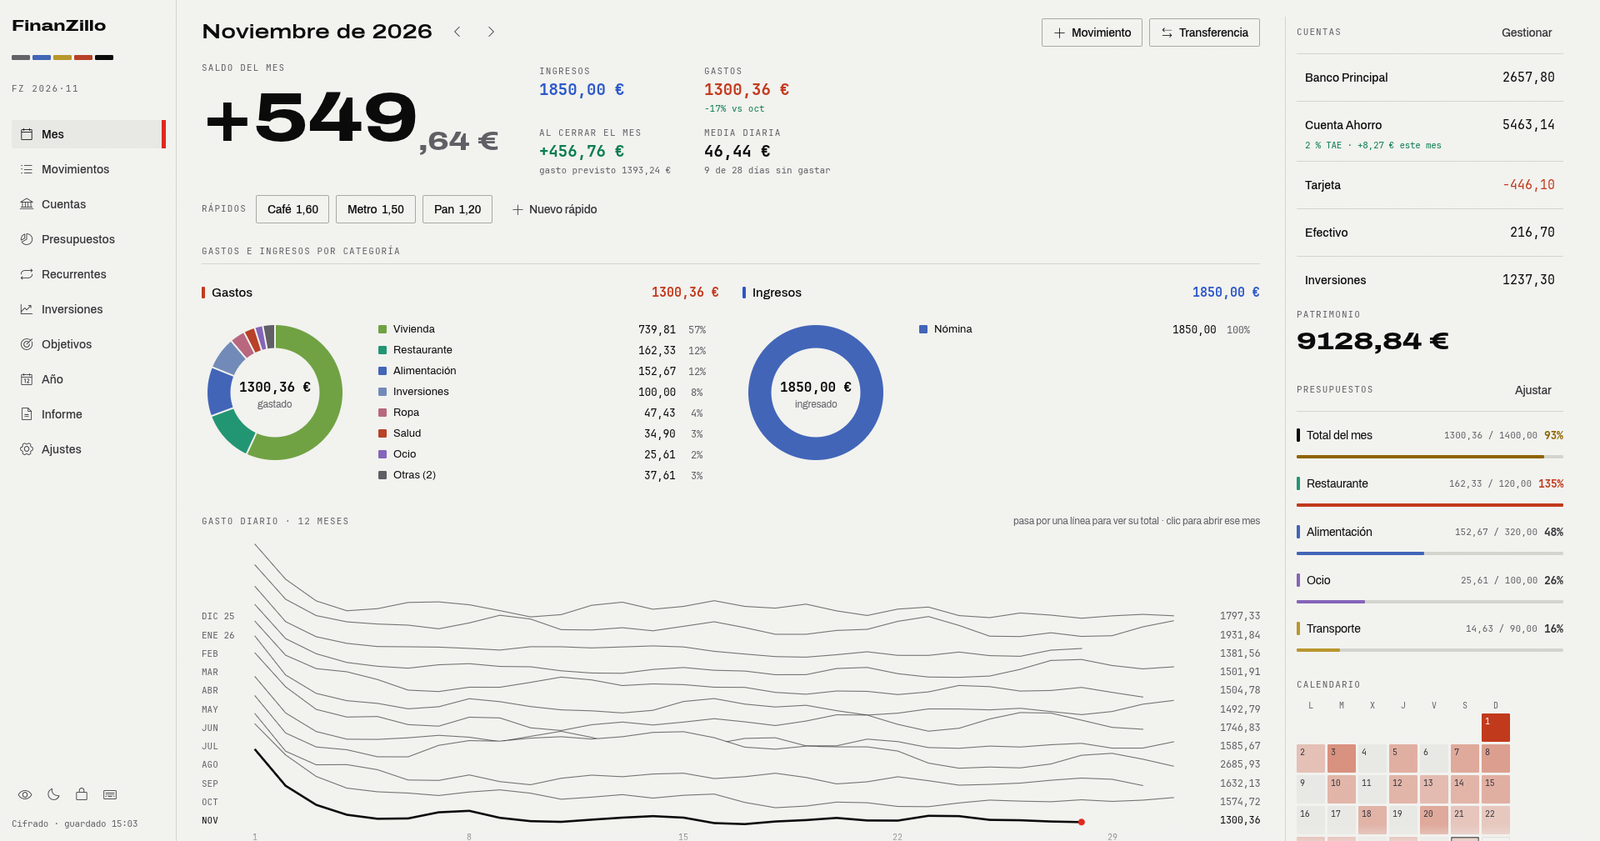 FinanZillo
FZ 2026·11
Mes
Movimientos
Cuentas
Presupuestos
Recurrentes
Inversiones
Objetivos
Año
Informe
Ajustes
Cifrado · guardado 15:03
Noviembre de 2026
Movimiento
Transferencia
SALDO DEL MES
+549,64 €
INGRESOS
1850,00 €
GASTOS
1300,36 €
-17% vs oct
AL CERRAR EL MES
+456,76 €
gasto previsto 1393,24 €
MEDIA DIARIA
46,44 €
9 de 28 días sin gastar
RÁPIDOS
Café 1,60
Metro 1,50
Pan 1,20
Nuevo rápido
GASTOS E INGRESOS POR CATEGORÍA
Gastos 1300,36 €
1300,36 €
gastado
Vivienda 739,81 57%
Restaurante 162,33 12%
Alimentación 152,67 12%
Inversiones 100,00 8%
Ropa 47,43 4%
Salud 34,90 3%
Ocio 25,61 2%
Otras (2) 37,61 3%
Ingresos 1850,00 €
1850,00 €
ingresado
Nómina 1850,00 100%
GASTO DIARIO · 12 MESES
pasa por una línea para ver su total · clic para abrir ese mes
DIC 25 1797,33
ENE 26 1931,84
FEB 1381,56
MAR 1501,91
ABR 1504,78
MAY 1492,79
JUN 1746,83
JUL 1585,67
AGO 2685,93
SEP 1632,13
OCT 1574,72
NOV 1300,36
1 8 15 22 29
CUENTAS
Gestionar
Banco Principal 2657,80
Cuenta Ahorro 5463,14
2 % TAE · +8,27 € este mes
Tarjeta -446,10
Efectivo 216,70
Inversiones 1237,30
PATRIMONIO
9128,84 €
PRESUPUESTOS
Ajustar
Total del mes 1300,36 / 1400,00 93%
Restaurante 162,33 / 120,00 135%
Alimentación 152,67 / 320,00 48%
Ocio 25,61 / 100,00 26%
Transporte 14,63 / 90,00 16%
CALENDARIO
L M X J V S D
1
2 3 4 5 6 7 8
9 10 11 12 13 14 15
16 17 18 19 20 21 22